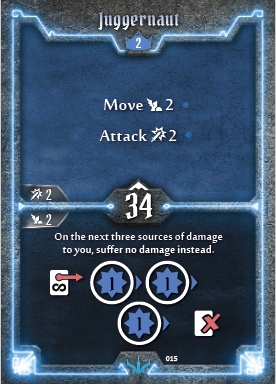 Juggernaut
2
Move 2
Attack 2
2
34
2
On the next three sources of damage
to you, suffer no damage instead.
1 1
1
015